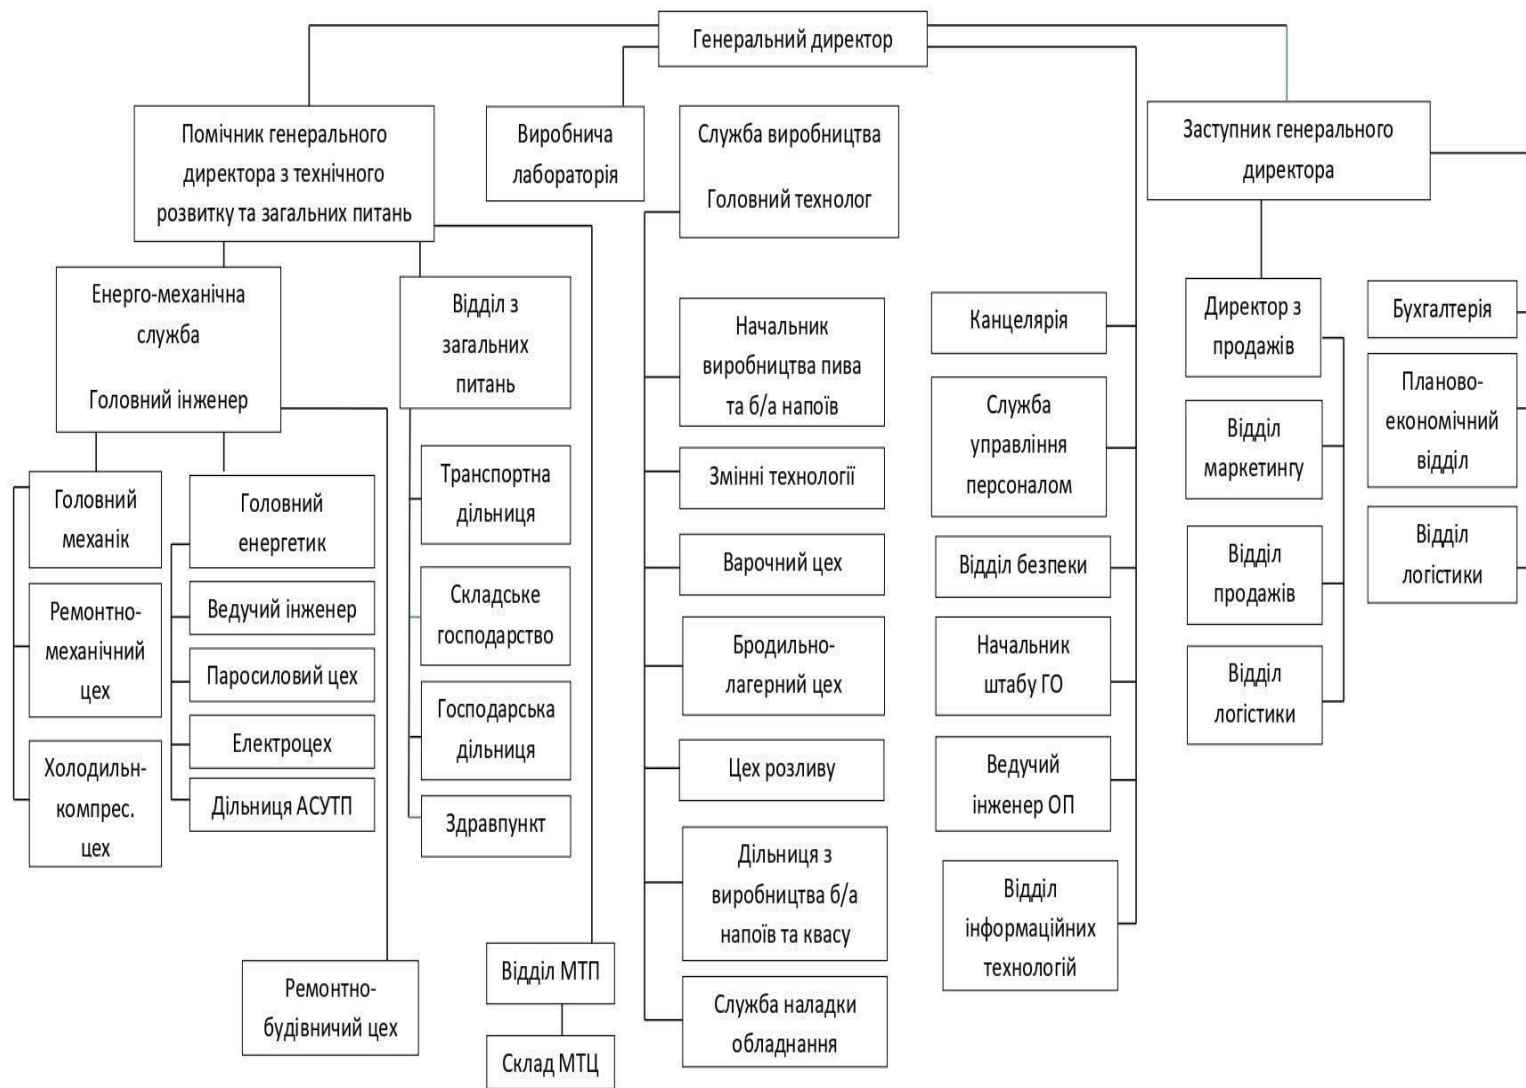 Генеральний директор
Помічник генерального
директора з технічного
розвитку та загальних питань
Виробнича
лабораторія
Служба виробництва
Головний технолог
Заступник генерального
директора
Енерго-механічна
служба
Головний інженер
Відділ з
загальних
питань
Головний
механік
Ремонтно-
механічний
цех
Холодильн-
компрес.
цех
Головний
енергетик
Ведучий інженер
Паросиловий цех
Електроцех
Дільниця АСУТП
Ремонтно-
будівничий цех
Транспортна
дільниця
Складське
господарство
Господарська
дільниця
Здравпункт
Відділ МТП
Склад МТЦ
Начальник
виробництва пива
та б/а напоїв
Змінні технології
Варочний цех
Бродильно-
лагерний цех
Цех розливу
Дільниця з
виробництва б/а
напоїв та квасу
Служба наладки
обладнання
Канцелярія
Служба
управління
персоналом
Відділ безпеки
Начальник
штабу ГО
Ведучий
інженер ОП
Відділ
інформаційних
технологій
Директор з
продажів
Відділ
маркетингу
Відділ
продажів
Відділ
логістики
Бухгалтерія
Планово-
економічний
відділ
Відділ
логістики